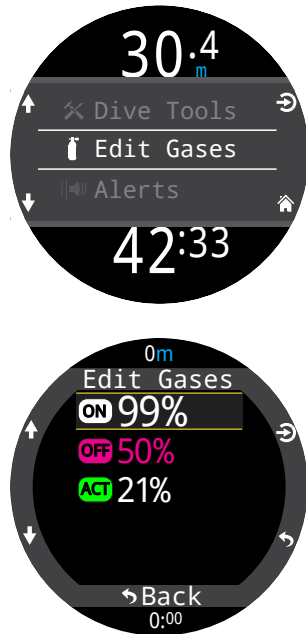 30.4
m
Dive Tools
Edit Gases
Alerts
42:33
0m
Edit Gases
ON 99%
OFF 50%
ACT 21%
Back
0:00